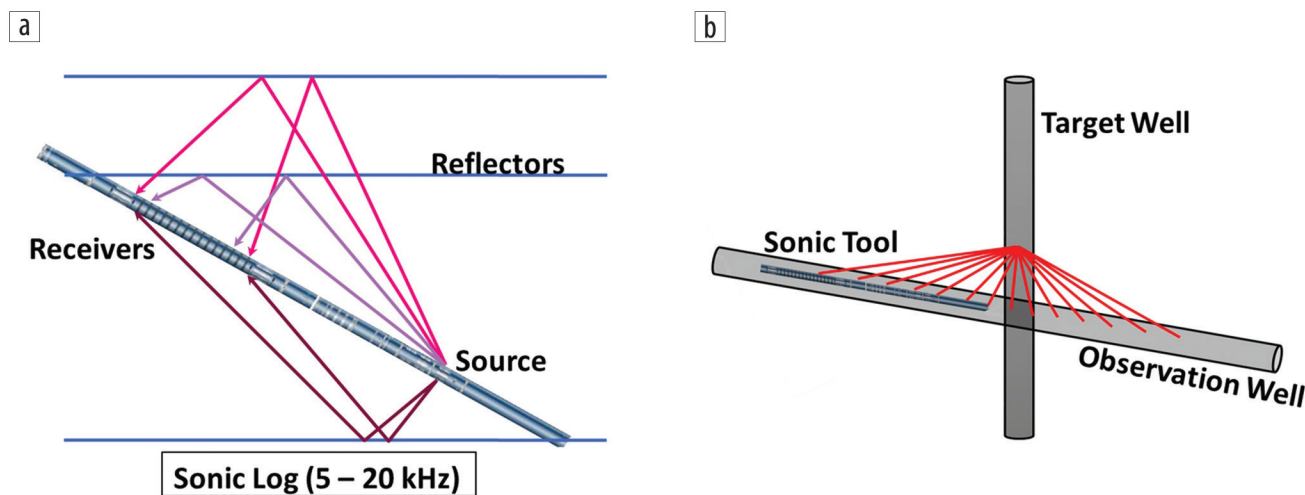 a
Reflectors
Receivers
Source
Sonic Log (5 – 20 kHz)
b
Target Well
Sonic Tool
Observation Well